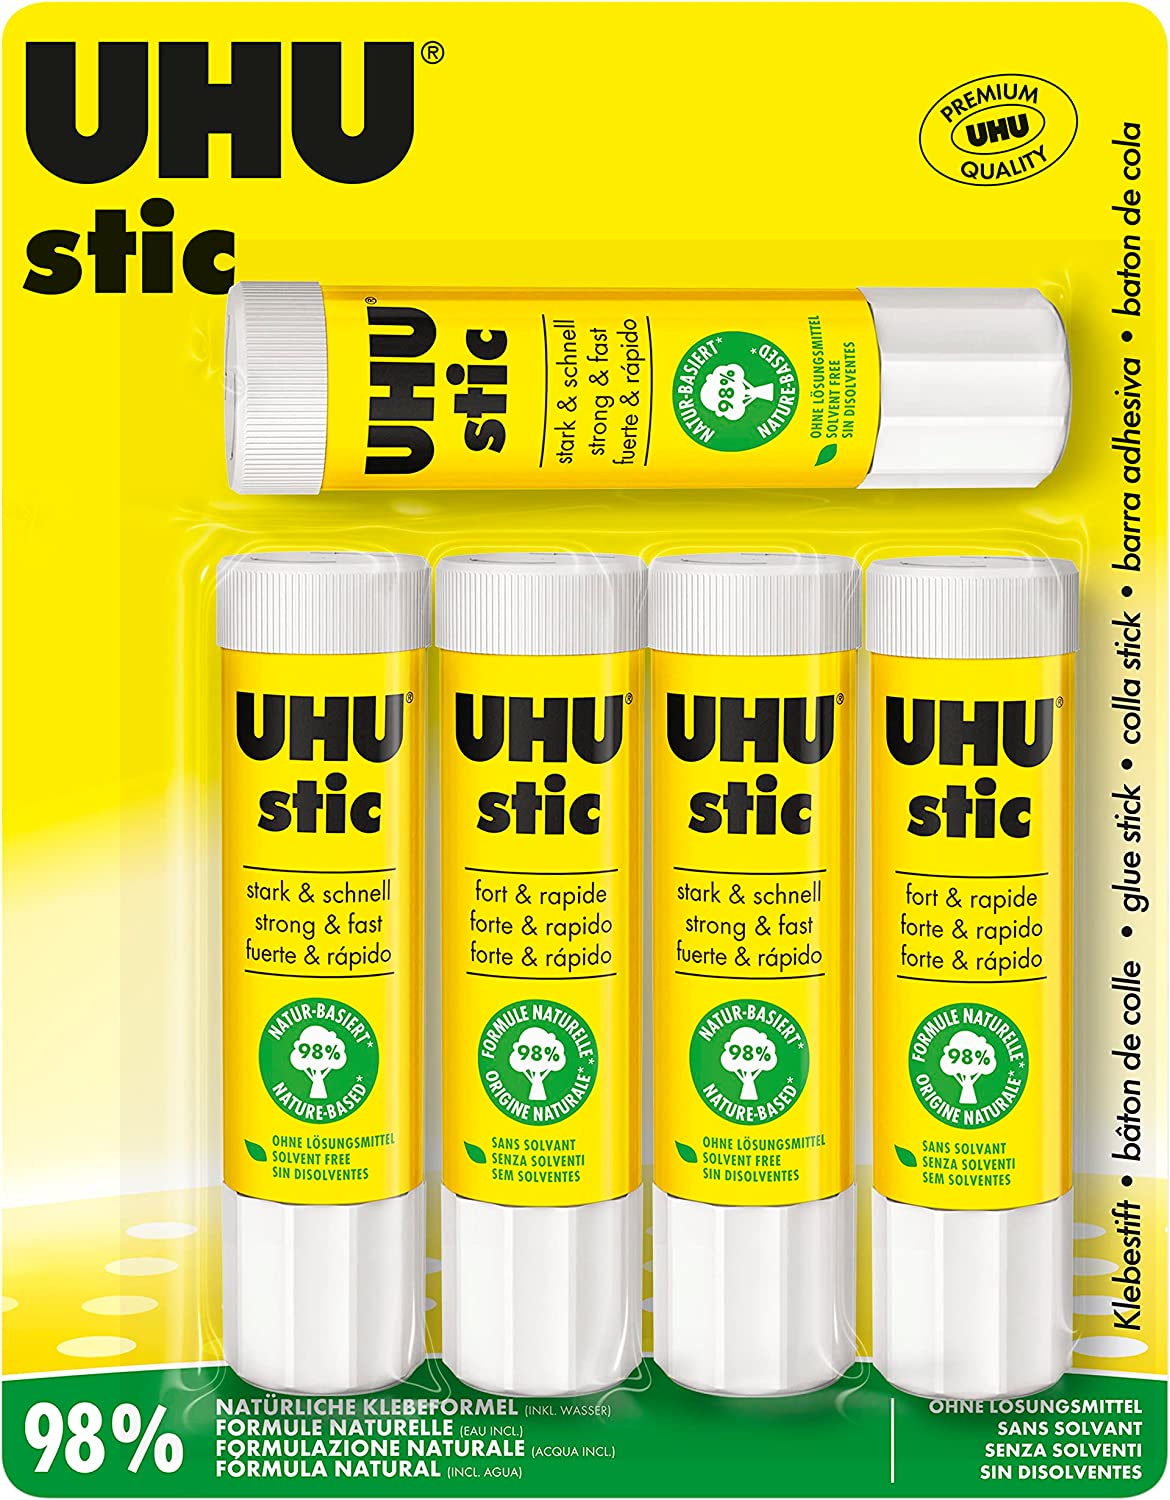 UHU®
stic
PREMIUM
UHU
QUALITY
Klebestift • bâton de colle • glue stick • colla stick • barra adhesiva • baton de cola
UHU®
stic
stark & schnell
strong & fast
fuerte & rápido
NATUR-BASIERT*
98%
NATURE-BASED*
OHNE LÖSUNGSMITTEL
SOLVENT FREE
SIN DISOLVENTES
UHU®
stic
stark & schnell
strong & fast
fuerte & rápido
NATUR-BASIERT*
98%
NATURE-BASED*
OHNE LÖSUNGSMITTEL
SOLVENT FREE
SIN DISOLVENTES
UHU®
stic
fort & rapide
forte & rapido
forte & rápido
FORMULE NATURELLE*
98%
ORIGINE NATURALE*
SANS SOLVANT
SENZA SOLVENTI
SEM SOLVENTES
UHU®
stic
stark & schnell
strong & fast
fuerte & rápido
NATUR-BASIERT*
98%
NATURE-BASED*
OHNE LÖSUNGSMITTEL
SOLVENT FREE
SIN DISOLVENTES
UHU®
stic
fort & rapide
forte & rapido
forte & rápido
FORMULE NATURELLE*
98%
ORIGINE NATURALE*
SANS SOLVANT
SENZA SOLVENTI
SEM SOLVENTES
98%
NATÜRLICHE KLEBEFORMEL (INKL. WASSER)
FORMULE NATURELLE (EAU INCL.)
FORMULAZIONE NATURALE (ACQUA INCL.)
FÓRMULA NATURAL (INCL. AGUA)
OHNE LÖSUNGSMITTEL
SANS SOLVANT
SENZA SOLVENTI
SIN DISOLVENTES